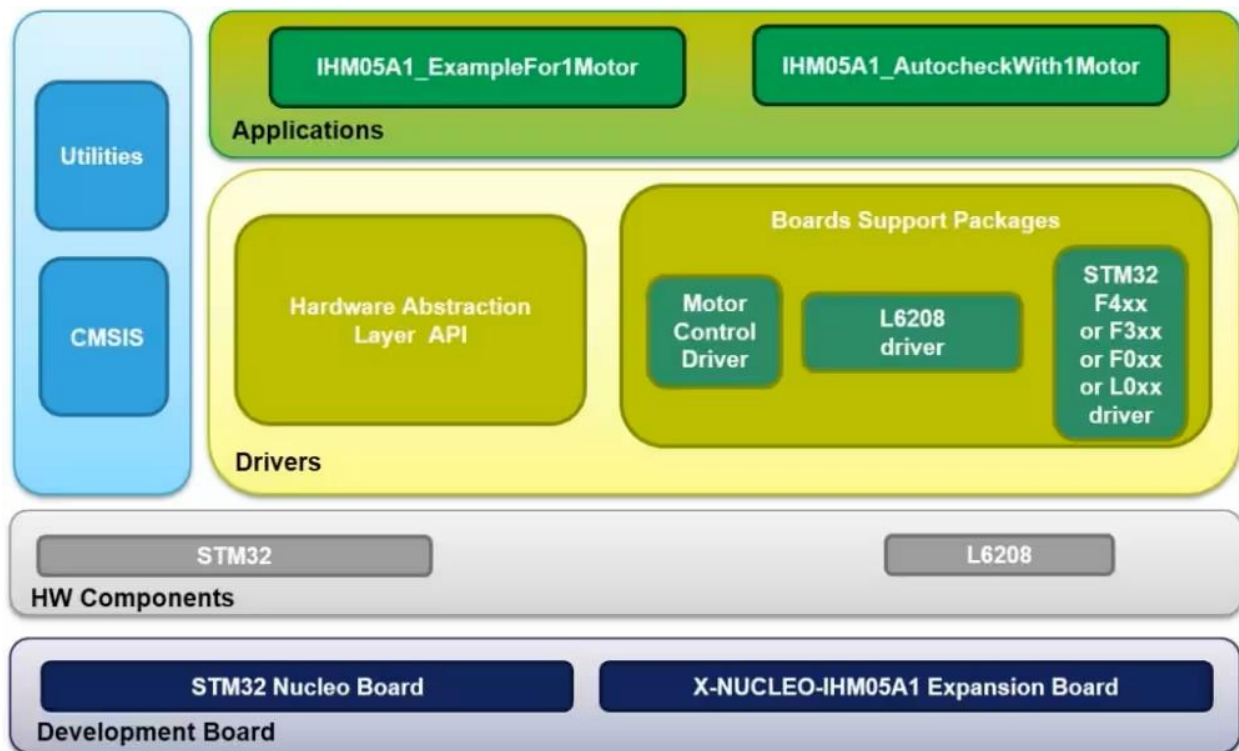 IHM05A1_ExampleFor1Motor
IHM05A1_AutocheckWith1Motor
Applications
Utilities
CMSIS
Hardware Abstraction
Layer API
Boards Support Packages
Motor
Control
Driver
L6208
driver
STM32
F4xx
or F3xx
or F0xx
or L0xx
driver
Drivers
STM32
L6208
HW Components
STM32 Nucleo Board
X-NUCLEO-IHM05A1 Expansion Board
Development Board